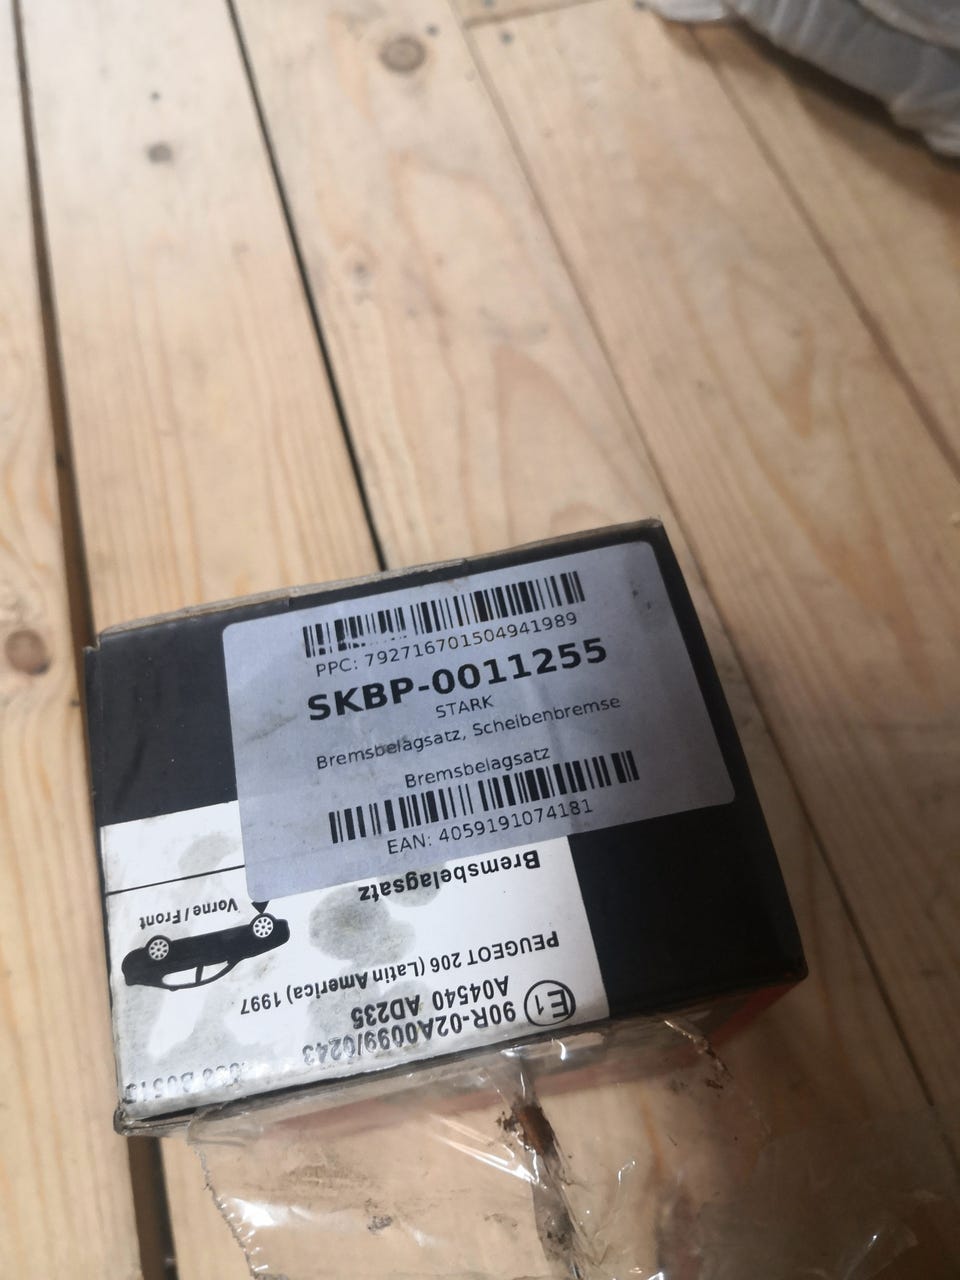 PPC: 792716701504941989
SKBP-0011255
STARK
Bremsbelagsatz, Scheibenbremse
Bremsbelagsatz
EAN: 4059191074181
Bremsbelagsatz
Vorne / Front
PEUGEOT 206 (Latin America) 1997
A04540 AD235
E1 90R-02A0099/0243